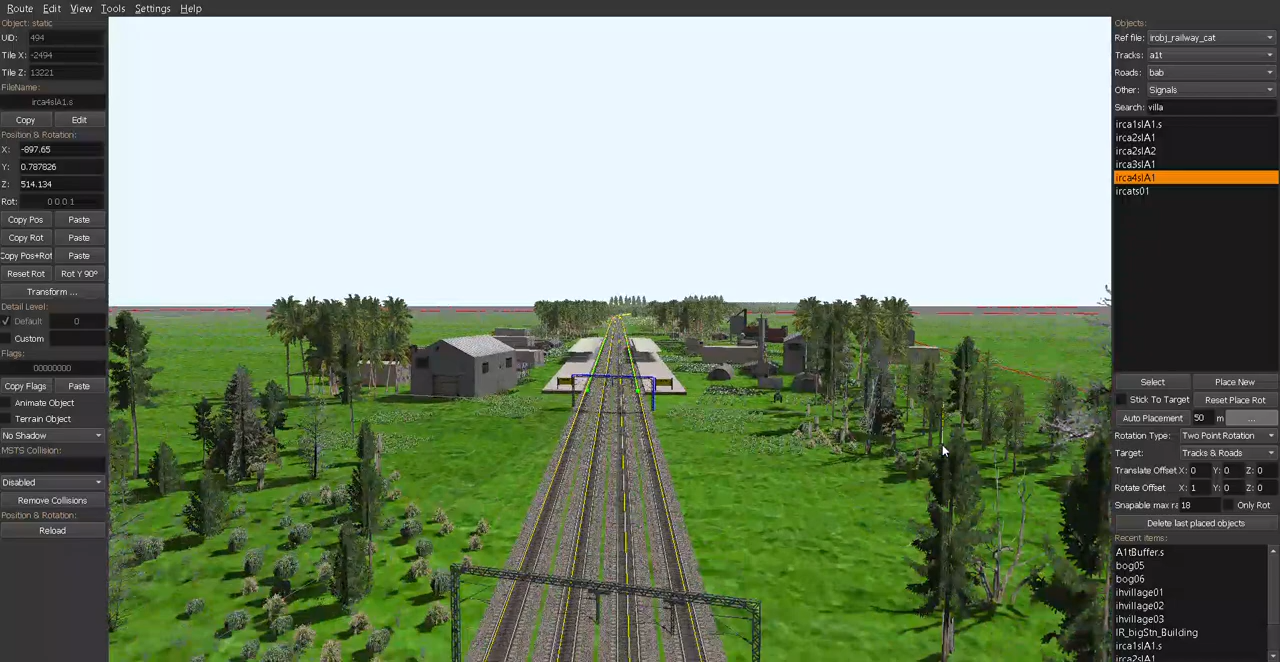 Route Edit View Tools Settings Help
Object: static
UID: 494
Tile X: -2494
Tile Z: 13221
FileName:
irca4slA1.s
Copy Edit
Position & Rotation:
X: -897.65
Y: 0.787826
Z: 514.134
Rot: 0 0 0 1
Copy Pos Paste
Copy Rot Paste
Copy Pos+Rot Paste
Reset Rot Rot Y 90°
Transform ...
Detail Level:
Default 0
Custom
Flags:
00000000
Copy Flags Paste
Animate Object
Terrain Object
No Shadow
MSTS Collision:
Disabled
Remove Collisions
Position & Rotation:
Reload
Objects:
Ref file: irobj_railway_cat
Tracks: a1t
Roads: bab
Other: Signals
Search: villa
irca1slA1.s
irca2slA1
irca2slA2
irca3slA1
irca4slA1
ircats01
Select Place New
Stick To Target Reset Place Rot
Auto Placement 50 m ...
Rotation Type: Two Point Rotation
Target: Tracks & Roads
Translate Offset X: 0 Y: 0 Z: 0
Rotate Offset X: 1 Y: 0 Z: 0
Snapable max ra 18 Only Rot
Delete last placed objects
Recent items:
A1tBuffer.s
bog05
bog06
ihvillage01
ihvillage02
ihvillage03
IR_bigStn_Building
irca1slA1.s
irca2slA1